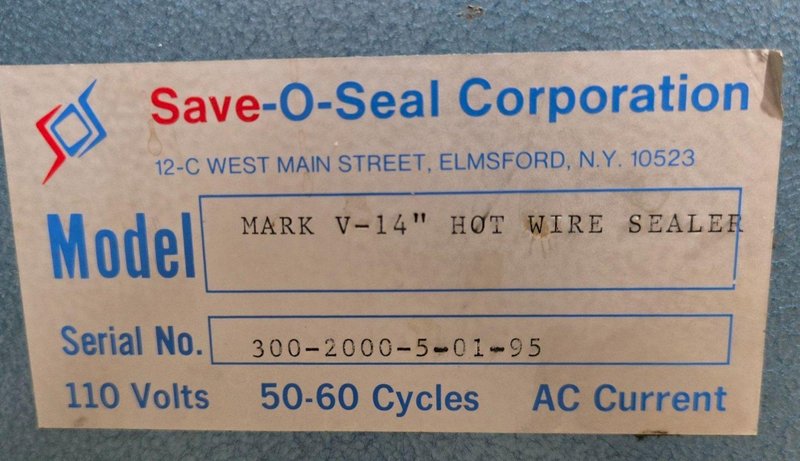 Save-O-Seal Corporation
12-C WEST MAIN STREET, ELMSFORD, N.Y. 10523
Model MARK V-14" HOT WIRE SEALER
Serial No. 300-2000-5-01-95
110 Volts 50-60 Cycles AC Current